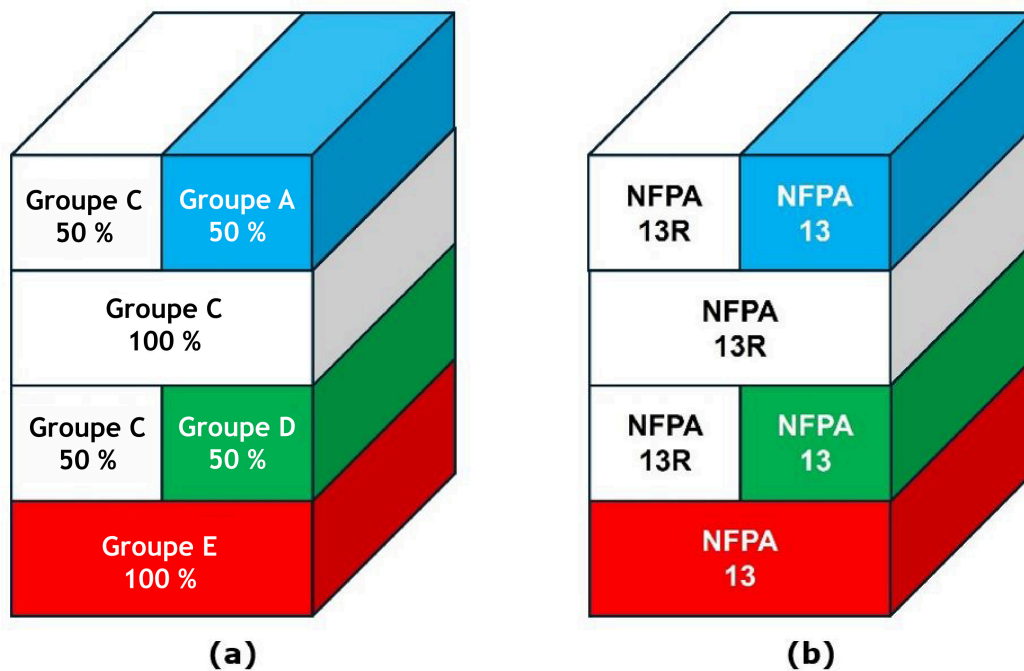 Groupe C
50 %
Groupe A
50 %
Groupe C
100 %
Groupe C
50 %
Groupe D
50 %
Groupe E
100 %
(a)
NFPA
13R
NFPA
13
NFPA
13R
NFPA
13R
NFPA
13
NFPA
13
(b)